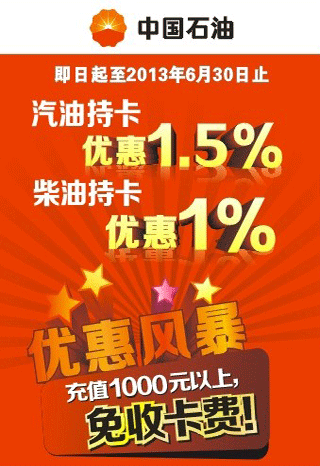 中国石油
即日起至2013年6月30日止
汽油持卡
优惠1.5%
柴油持卡
优惠1%
优惠风暴
充值1000元以上，
免收卡费！